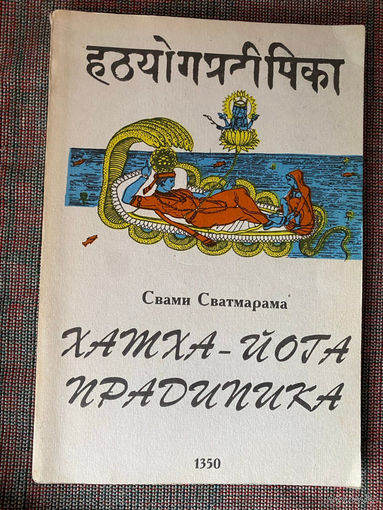 हठयोगप्रदीपिका
Свами Сватмарама
ХАТХА-ЙОГА
ПРАДИПИКА
1350